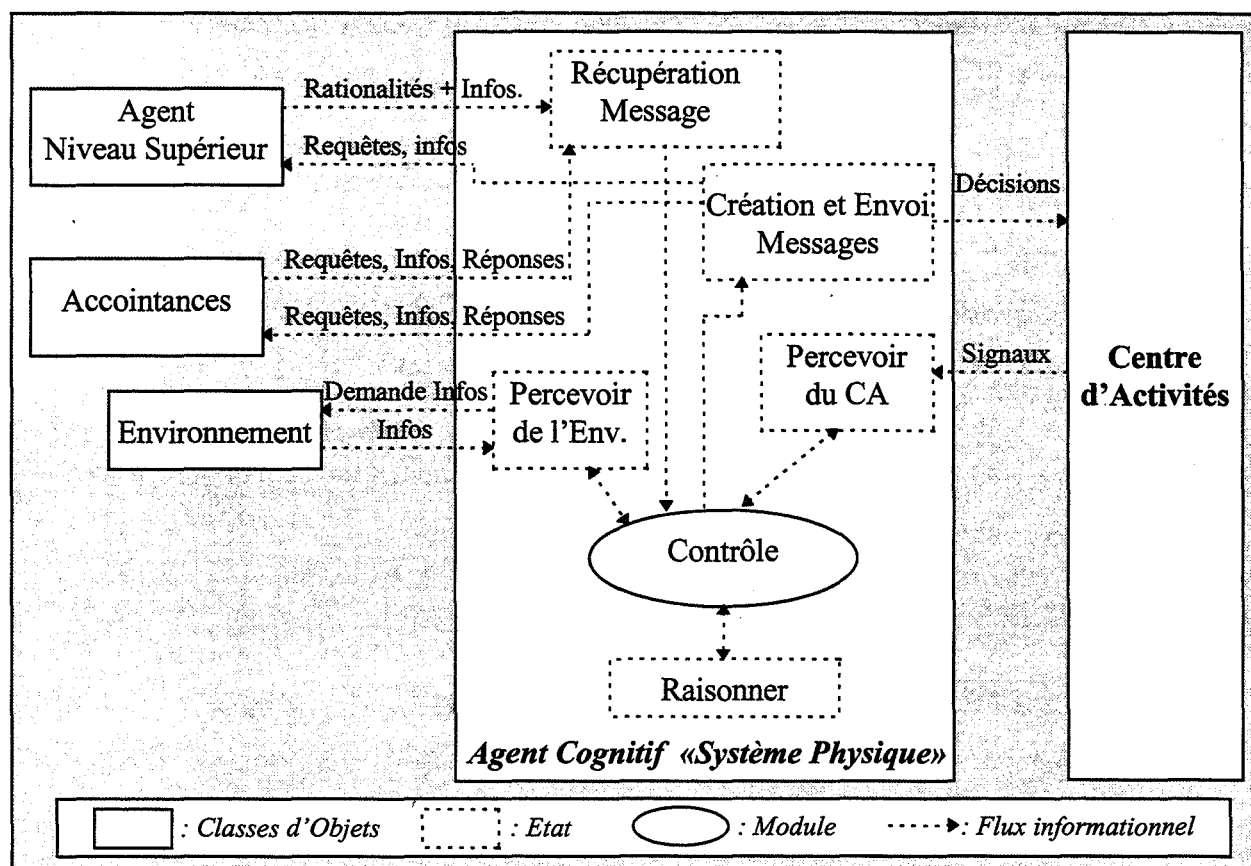 Agent
Niveau Supérieur
Rationalités + Infos.
Requêtes, infos
Récupération
Message
Création et Envoi
Messages
Décisions
Accointances
Requêtes, Infos, Réponses
Requêtes, Infos, Réponses
Environnement
Demande Infos
Infos
Percevoir
de l'Env.
Percevoir
du CA
Signaux
Centre
d'Activités
Contrôle
Raisonner
Agent Cognitif «Système Physique»
: Classes d'Objets
: Etat
: Module
: Flux informationnel